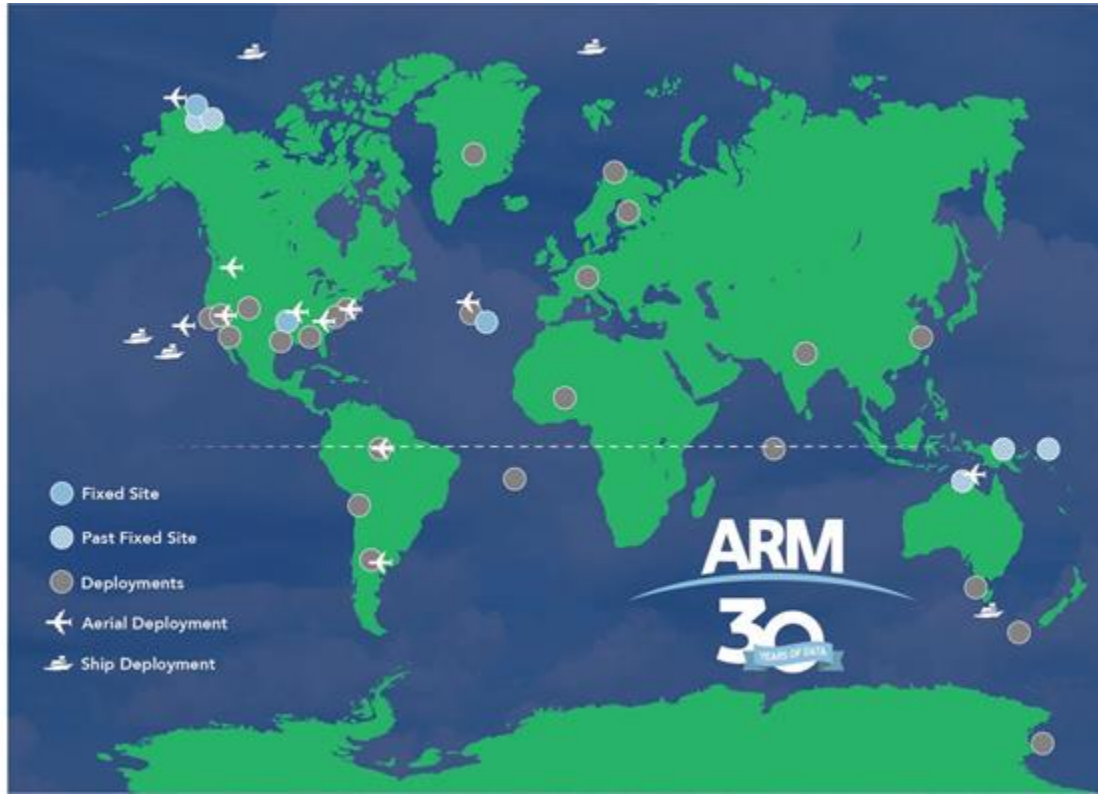 Fixed Site
Past Fixed Site
Deployments
Aerial Deployment
Ship Deployment
ARM
30
YEARS OF DATA